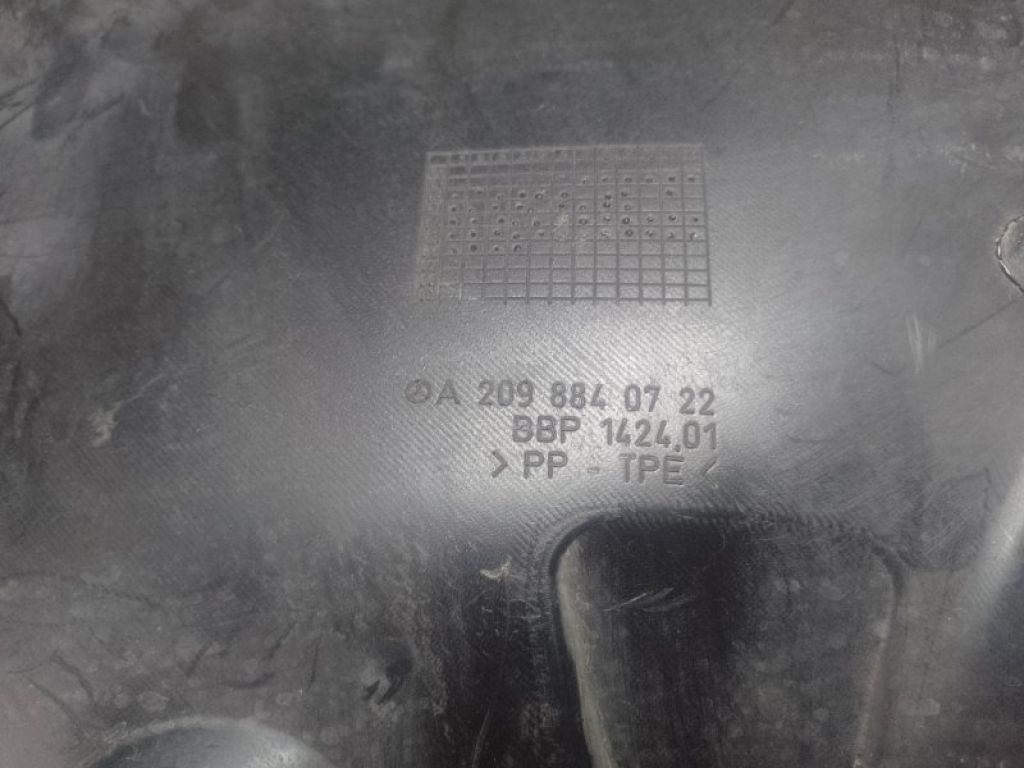 A 209 884 07 22
BBP 1424.01
> PP - TPE <